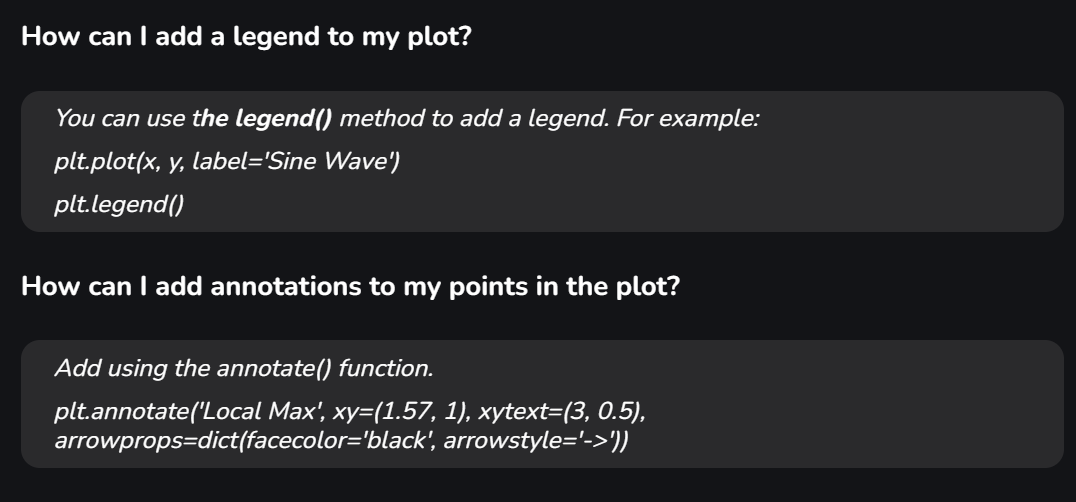 How can I add a legend to my plot?
You can use the legend() method to add a legend. For example:
plt.plot(x, y, label='Sine Wave')
plt.legend()
How can I add annotations to my points in the plot?
Add using the annotate() function.
plt.annotate('Local Max', xy=(1.57, 1), xytext=(3, 0.5),
arrowprops=dict(facecolor='black', arrowstyle='->'))